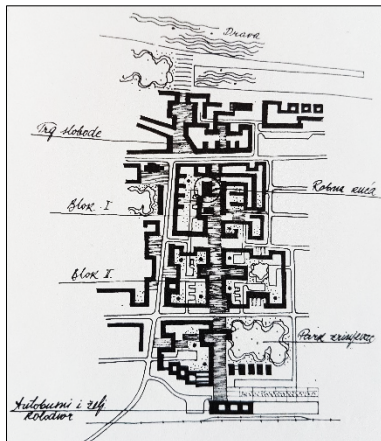 Drava
Trg slobode
Robna kuća
Blok I
Blok II
Park zrinjevac
Autobusni i želj.
Kolodvor